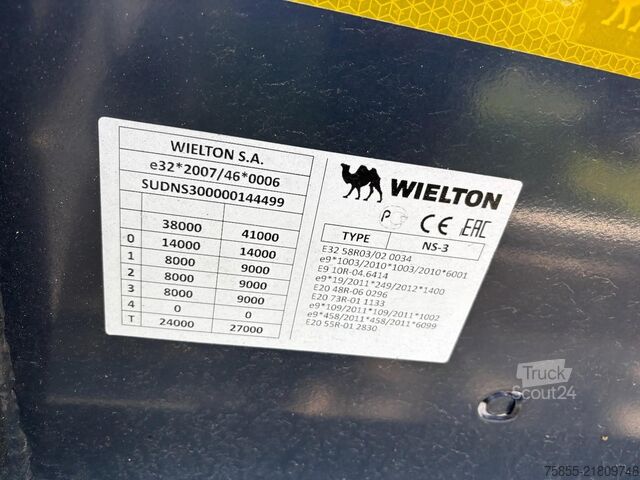 WIELTON S.A.
e32*2007/46*0006
SUDNS300000144499
38000 41000
0 14000 14000
1 8000 9000
2 8000 9000
3 8000 9000
4 0 0
T 24000 27000
WIELTON
CE EAC
TYPE NS-3
E32 58R03/02 0034
e9*1003/2010*1003/2010*6001
E9 10R-04.6414
e9*19/2011*249/2012*1400
E20 48R-06 0296
E20 73R-01 1133
e9*109/2011*109/2011*1002
e9*458/2011*458/2011*6099
E20 55R-01 2830
Truck
Scout24
75855-21809748